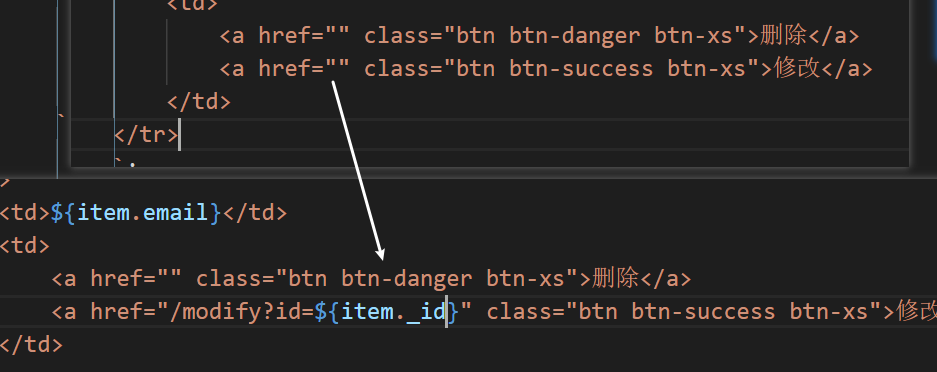 <td>
<a href="" class="btn btn-danger btn-xs">删除</a>
<a href="" class="btn btn-success btn-xs">修改</a>
</td>
`
</tr>
`;
>
<td>${item.email}</td>
<td>
<a href="" class="btn btn-danger btn-xs">删除</a>
<a href="/modify?id=${item._id}" class="btn btn-success btn-xs">修改
</td>